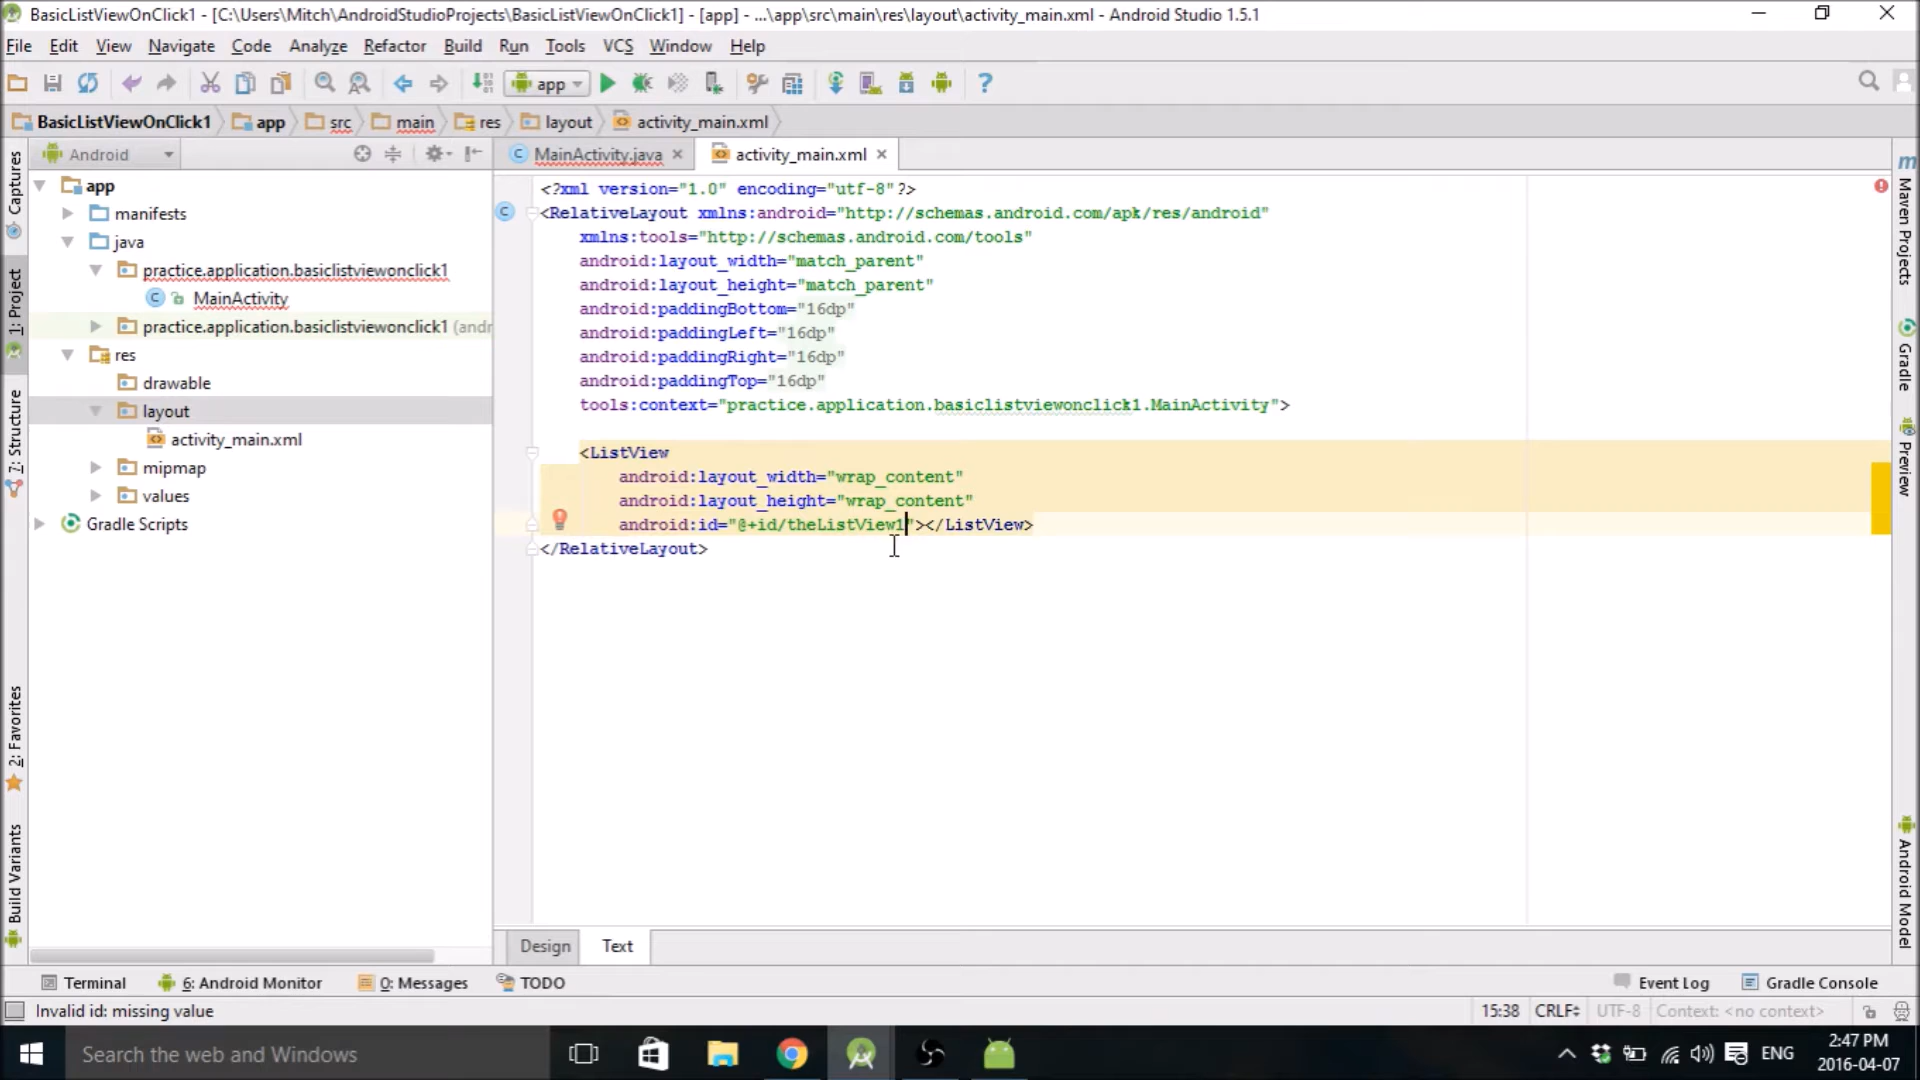 BasicListViewOnClick1 - [C:\Users\Mitch\AndroidStudioProjects\BasicListViewOnClick1] - [app] - ...\app\src\main\res\layout\activity_main.xml - Android Studio 1.5.1
File Edit View Navigate Code Analyze Refactor Build Run Tools VCS Window Help
app
BasicListViewOnClick1 app src main res layout activity_main.xml
Android
MainActivity.java activity_main.xml
app
manifests
java
practice.application.basiclistviewonclick1
MainActivity
practice.application.basiclistviewonclick1 (andr
res
drawable
layout
activity_main.xml
mipmap
values
Gradle Scripts
<?xml version="1.0" encoding="utf-8"?>
<RelativeLayout xmlns:android="http://schemas.android.com/apk/res/android"
xmlns:tools="http://schemas.android.com/tools"
android:layout_width="match_parent"
android:layout_height="match_parent"
android:paddingBottom="16dp"
android:paddingLeft="16dp"
android:paddingRight="16dp"
android:paddingTop="16dp"
tools:context="practice.application.basiclistviewonclick1.MainActivity">
<ListView
android:layout_width="wrap_content"
android:layout_height="wrap_content"
android:id="@+id/theListView1"></ListView>
</RelativeLayout>
Captures
1: Project
7: Structure
2: Favorites
Build Variants
Maven Projects
Gradle
Preview
Android Model
Design Text
Terminal 6: Android Monitor 0: Messages TODO Event Log Gradle Console
Invalid id: missing value 15:38 CRLF÷ UTF-8 Context: <no context>
Search the web and Windows ENG 2:47 PM
2016-04-07